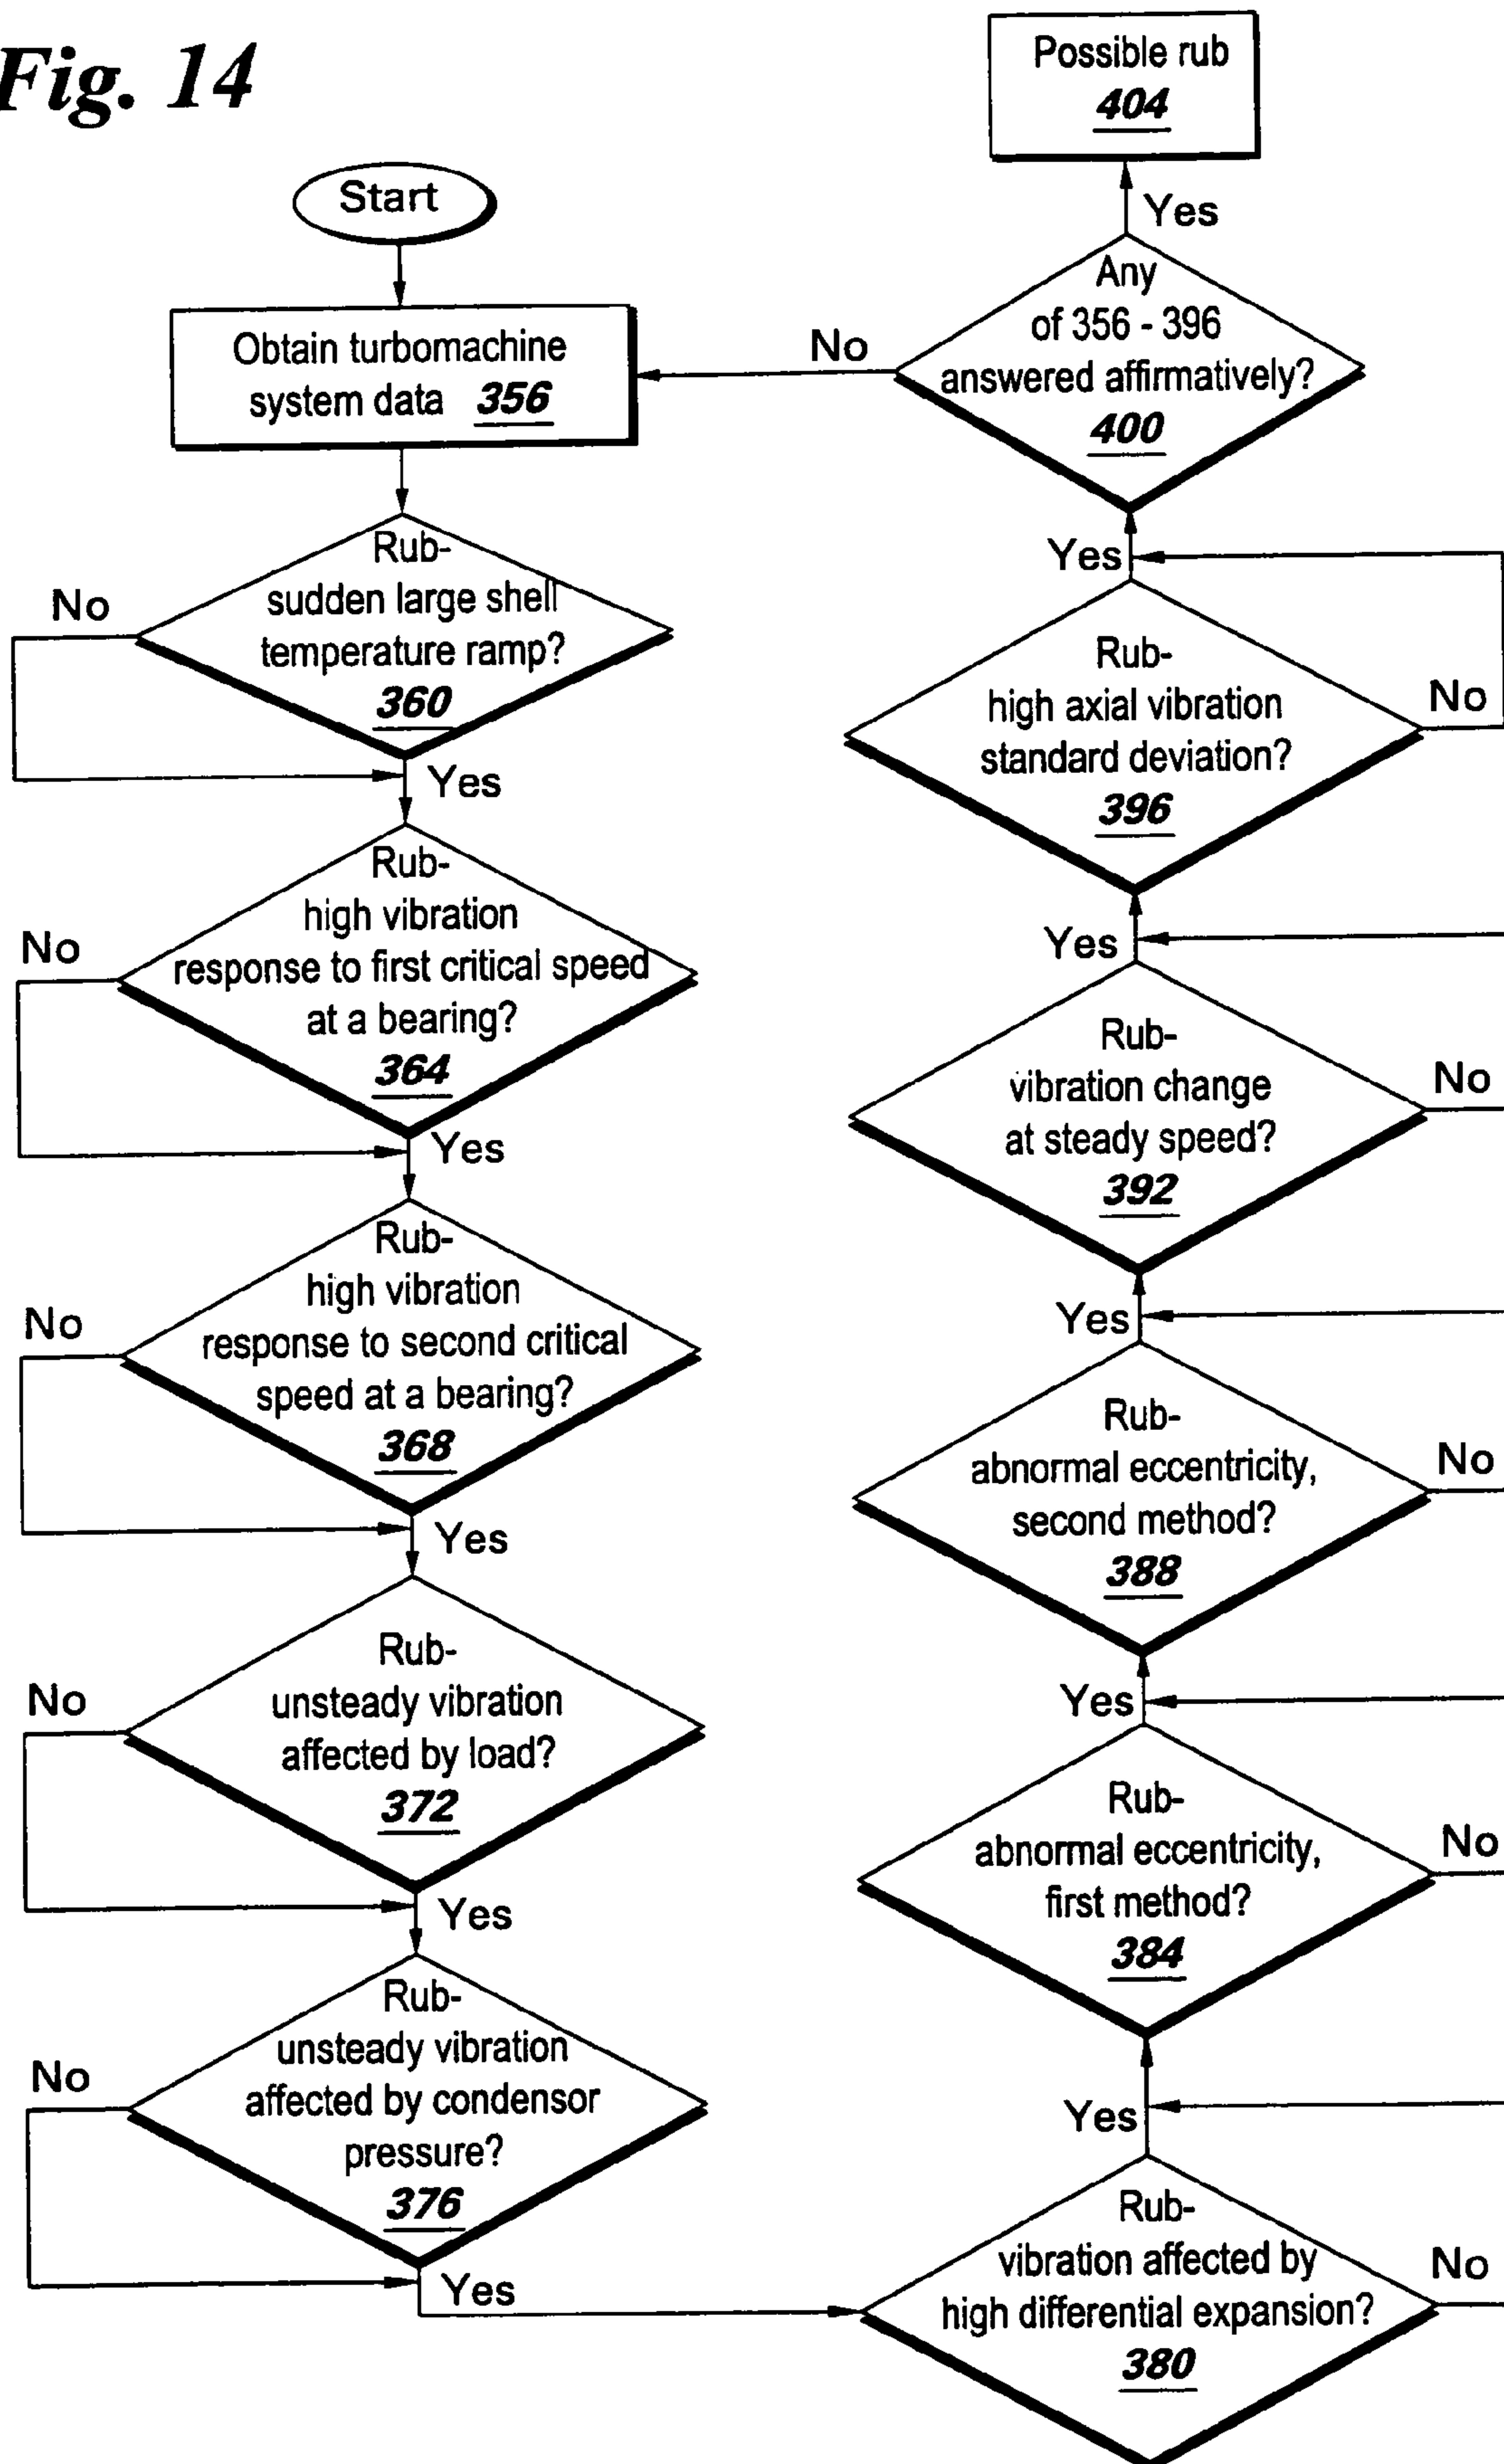 Fig. 14
Start
Obtain turbomachine
system data 356
Rub-
sudden large shell
temperature ramp?
360
No
Yes
Rub-
high vibration
response to first critical speed
at a bearing?
364
No
Yes
Rub-
high vibration
response to second critical
speed at a bearing?
368
No
Yes
Rub-
unsteady vibration
affected by load?
372
No
Yes
Rub-
unsteady vibration
affected by condensor
pressure?
376
No
Yes
Rub-
vibration affected by
high differential expansion?
380
No
Yes
Rub-
abnormal eccentricity,
first method?
384
No
Yes
Rub-
abnormal eccentricity,
second method?
388
No
Yes
Rub-
vibration change
at steady speed?
392
No
Yes
Rub-
high axial vibration
standard deviation?
396
No
Yes
Any
of 356 - 396
answered affirmatively?
400
No
Yes
Possible rub
404